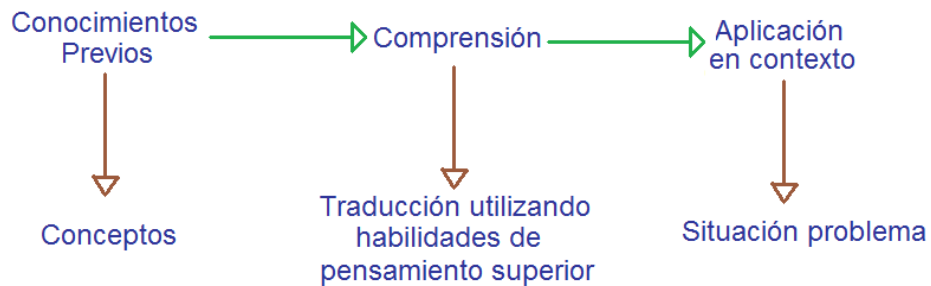 Conocimientos
Previos
Comprensión
Aplicación
en contexto
Conceptos
Traducción utilizando
habilidades de
pensamiento superior
Situación problema